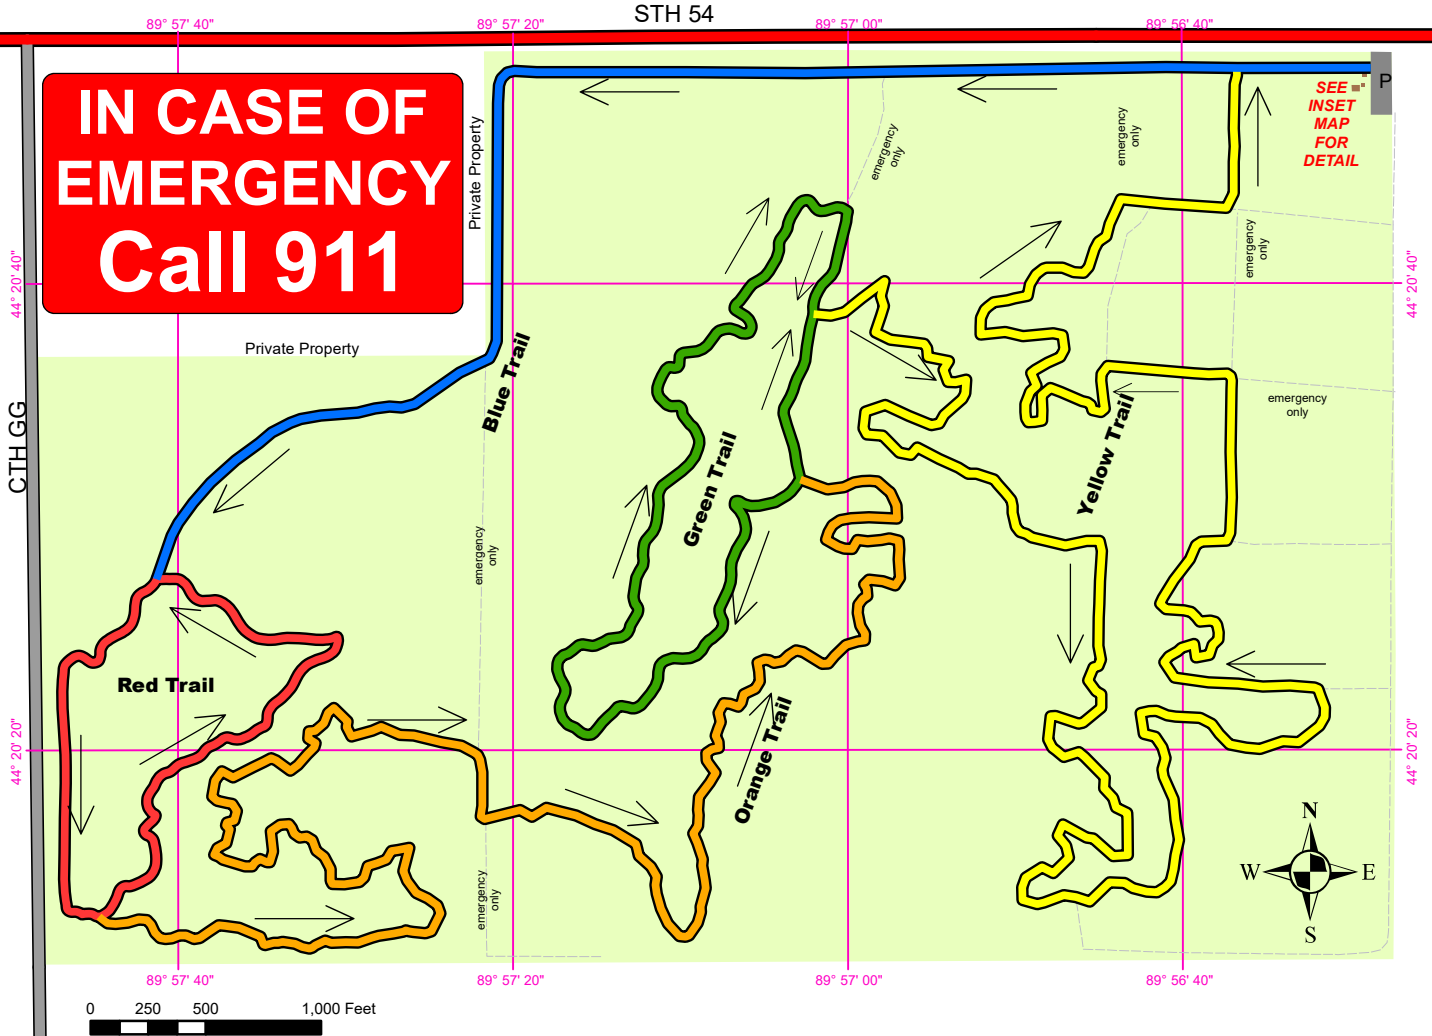 STH 54
89° 57' 40"
89° 57' 20"
89° 57' 00"
89° 56' 40"
IN CASE OF
EMERGENCY
Call 911
P
SEE
INSET
MAP
FOR
DETAIL
Private Property
emergency
only
emergency
only
emergency
only
44° 20' 40"
44° 20' 40"
Private Property
Blue Trail
CTH GG
emergency
only
Green Trail
Yellow Trail
emergency
only
Red Trail
Orange Trail
44° 20' 20"
44° 20' 20"
emergency
only
N
W
E
S
89° 57' 40"
89° 57' 20"
89° 57' 00"
89° 56' 40"
0 250 500 1,000 Feet